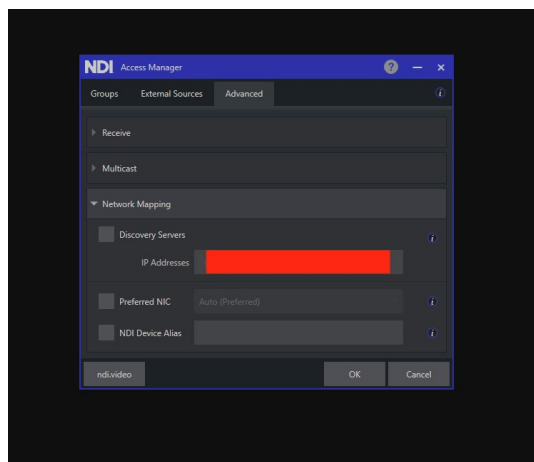 NDI Access Manager ? – ×
Groups External Sources Advanced i
Receive
Multicast
Network Mapping
Discovery Servers i
IP Addresses
Preferred NIC Auto (Preferred) i
NDI Device Alias i
ndi.video OK Cancel